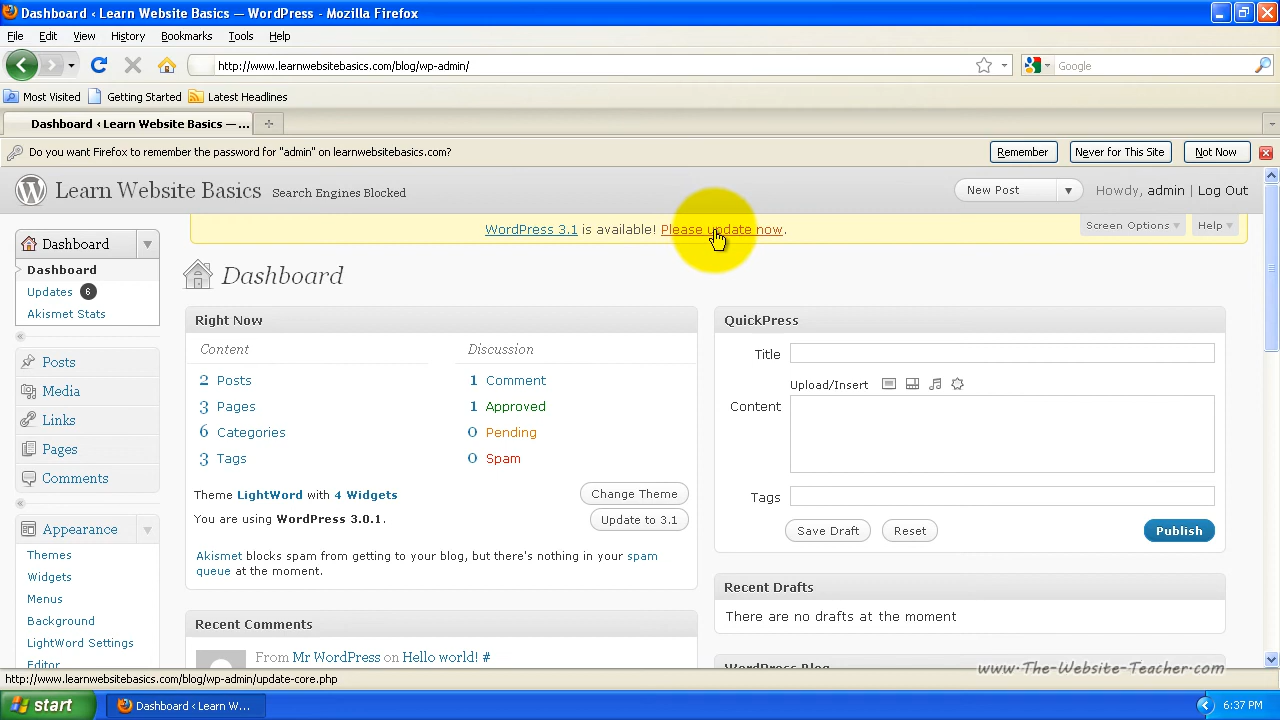 Dashboard ‹ Learn Website Basics — WordPress - Mozilla Firefox
File Edit View History Bookmarks Tools Help
http://www.learnwebsitebasics.com/blog/wp-admin/
Google
Most Visited Getting Started Latest Headlines
Dashboard ‹ Learn Website Basics —...
Do you want Firefox to remember the password for "admin" on learnwebsitebasics.com?
Remember Never for This Site Not Now
Learn Website Basics Search Engines Blocked
New Post Howdy, admin | Log Out
WordPress 3.1 is available! Please update now.
Screen Options Help
Dashboard
Dashboard
Updates 6
Akismet Stats
Posts
Media
Links
Pages
Comments
Appearance
Themes
Widgets
Menus
Background
LightWord Settings
Editor
Dashboard
Right Now
Content Discussion
2 Posts 1 Comment
3 Pages 1 Approved
6 Categories 0 Pending
3 Tags 0 Spam
Theme LightWord with 4 Widgets Change Theme
You are using WordPress 3.0.1. Update to 3.1
Akismet blocks spam from getting to your blog, but there's nothing in your spam
queue at the moment.
Recent Comments
From Mr WordPress on Hello world! #
QuickPress
Title
Upload/Insert
Content
Tags
Save Draft Reset Publish
Recent Drafts
There are no drafts at the moment
WordPress Blog
www.The-Website-Teacher.com
http://www.learnwebsitebasics.com/blog/wp-admin/update-core.php
start Dashboard ‹ Learn W... 6:37 PM